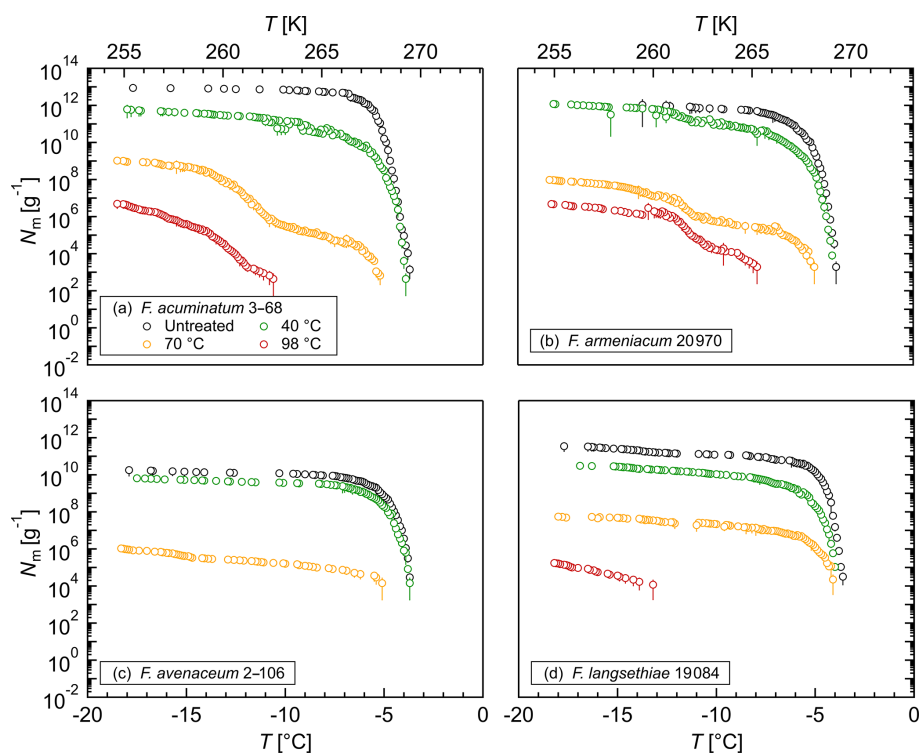 T [K] T [K]
255 260 265 270 255 260 265 270
10^14
10^12
10^10
10^8
10^6
10^4
10^2
10^0
10^-2
N_m [g^-1]
(a) F. acuminatum 3–68
Untreated 40 °C
70 °C 98 °C
(b) F. armeniacum 20970
10^14
10^12
10^10
10^8
10^6
10^4
10^2
10^0
10^-2
N_m [g^-1]
(c) F. avenaceum 2–106
(d) F. langsethiae 19084
-20 -15 -10 -5 0 -20 -15 -10 -5 0
T [°C] T [°C]